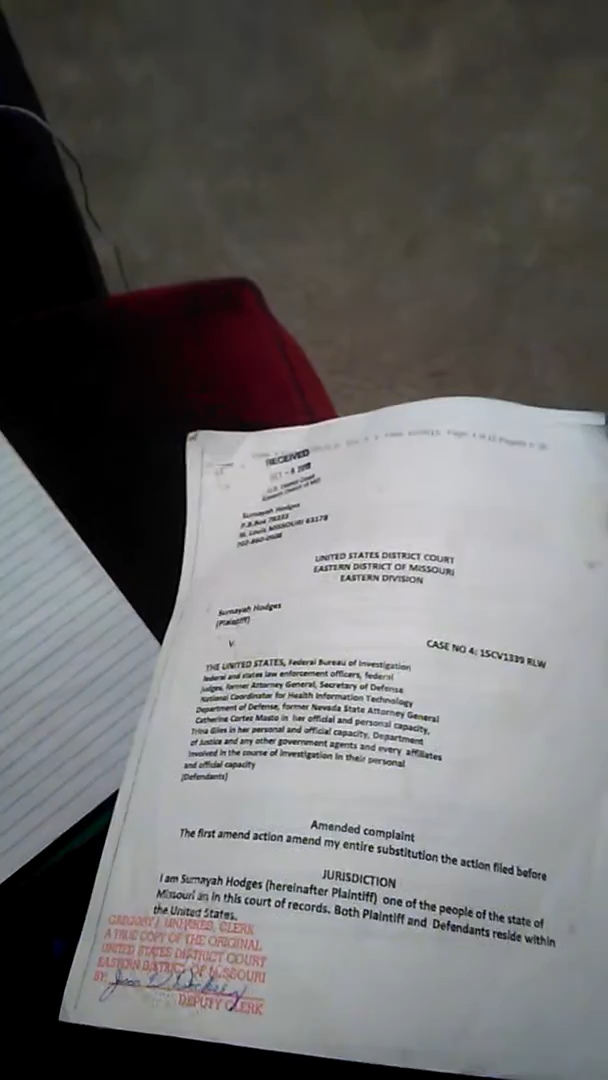 RECEIVED
Sumayah Hodges
P.O.Box 78233
St. Louis MISSOURI 63178
UNITED STATES DISTRICT COURT
EASTERN DISTRICT OF MISSOURI
EASTERN DIVISION
Sumayah Hodges
(Plaintiff)
V.
CASE NO 4: 15CV1339 RLW
THE UNITED STATES, Federal Bureau of Investigation
federal and states law enforcement officers, federal
judges, former Attorney General, Secretary of Defense
National Coordinator for Health Information Technology
Department of Defense, former Nevada State Attorney General
Catherine Cortez Masto in her official and personal capacity,
Trina Giles in her personal and official capacity, Department
of Justice and any other government agents and every affiliates
involved in the course of investigation in their personal
and official capacity
(Defendants)
Amended complaint
The first amend action amend my entire substitution the action filed before
JURISDICTION
I am Sumayah Hodges (hereinafter Plaintiff) one of the people of the state of
Missouri an in this court of records. Both Plaintiff and Defendants reside within
the United States.
GREGORY J. LINHARES, CLERK
A TRUE COPY OF THE ORIGINAL
UNITED STATES DISTRICT COURT
EASTERN DISTRICT OF MISSOURI
BY:
DEPUTY CLERK